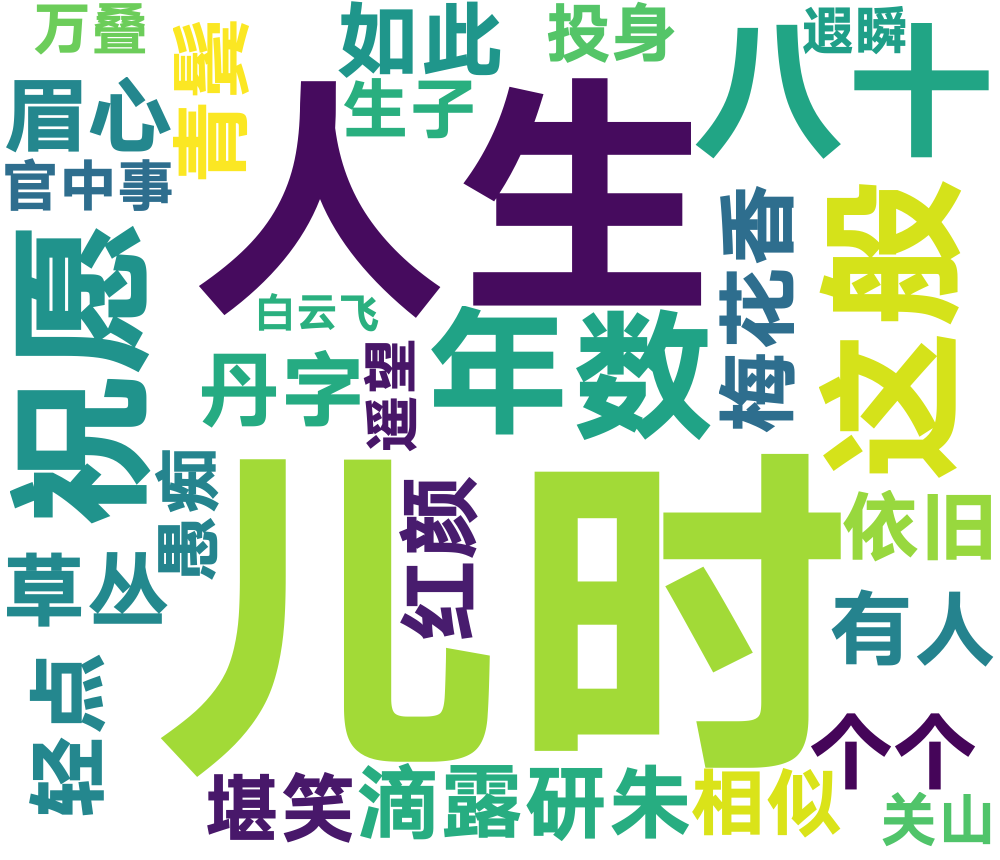 万叠
如此
投身
遐瞬
八十
青鬓
生子
眉心
官中事
人生
梅花香
这般
祝愿
白云飞
年数
遥望
丹字
愚痴
儿时
红颜
依旧
草丛
有人
轻点
个个
堪笑
滴露研朱
相似
关山